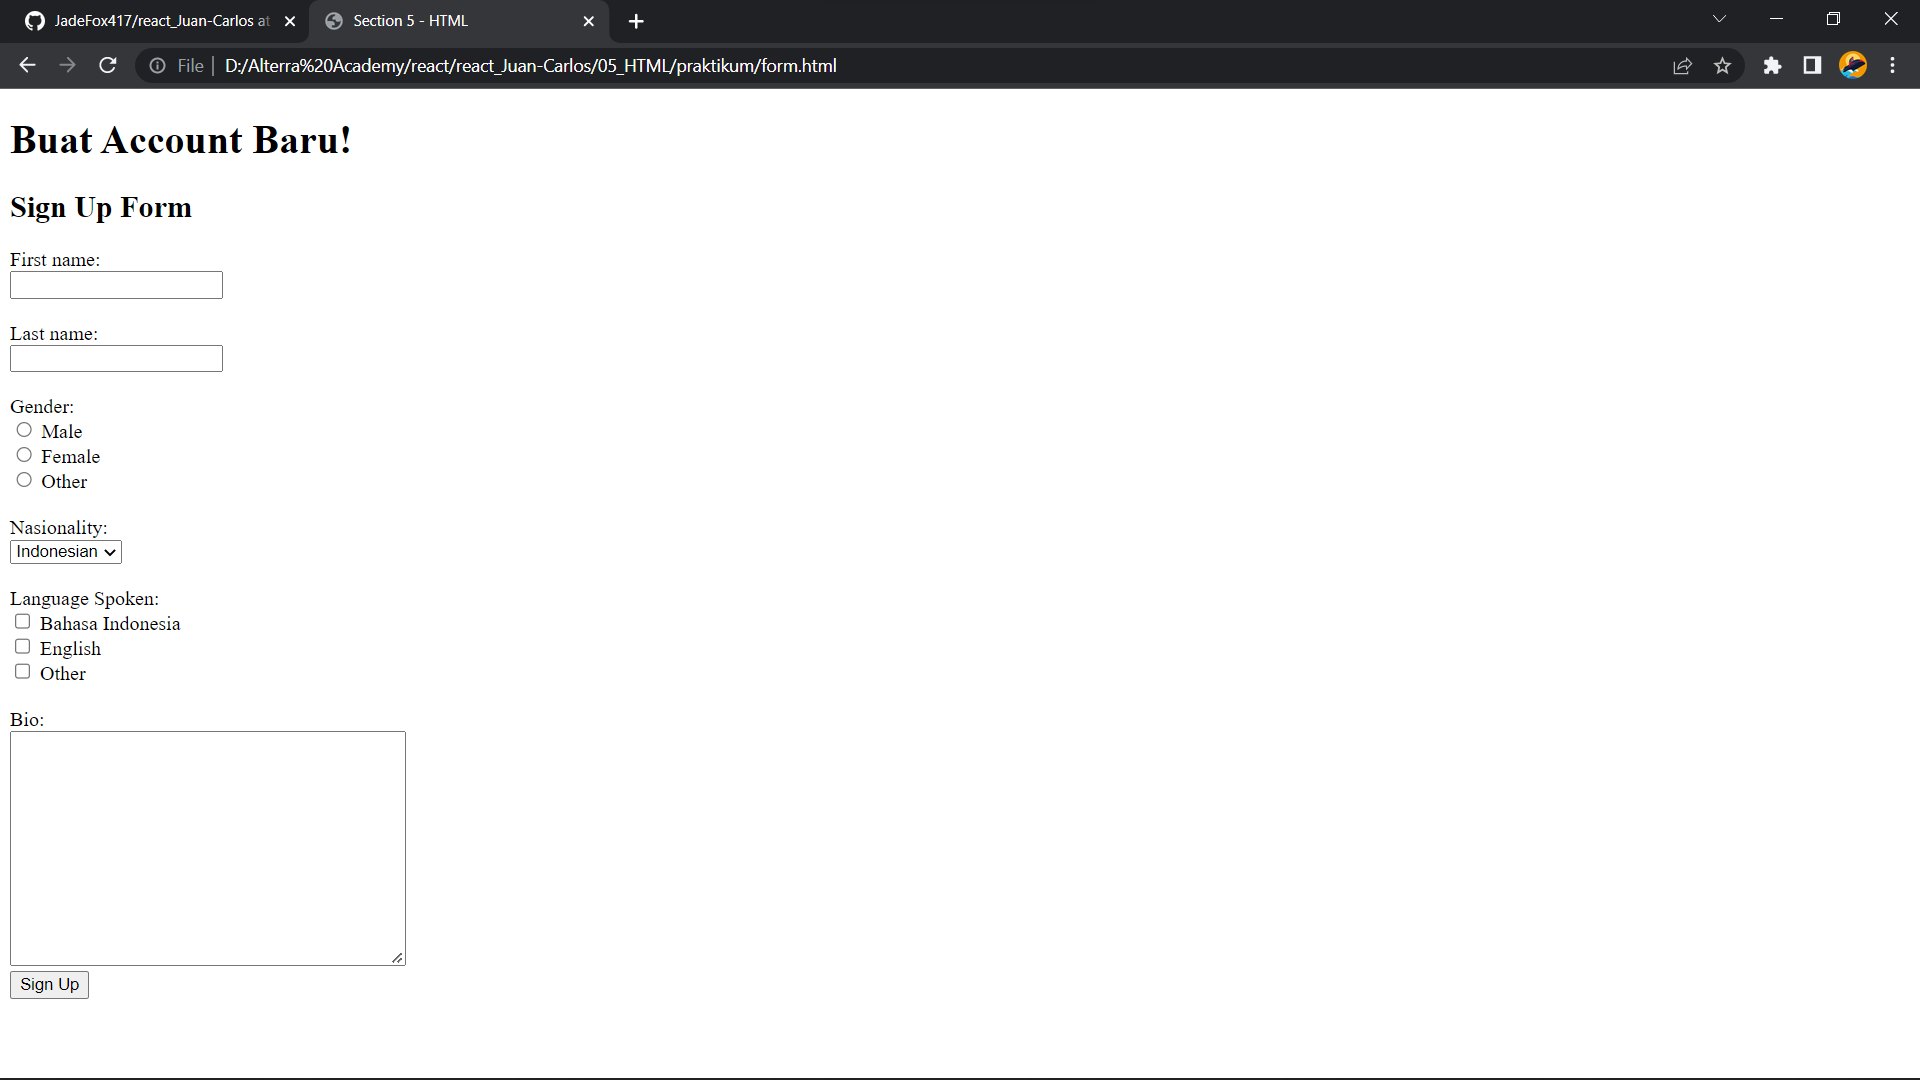 JadeFox417/react_Juan-Carlos at
Section 5 - HTML
File
D:/Alterra%20Academy/react/react_Juan-Carlos/05_HTML/praktikum/form.html
Buat Account Baru!
Sign Up Form
First name:
Last name:
Gender:
Male
Female
Other
Nasionality:
Indonesian
Language Spoken:
Bahasa Indonesia
English
Other
Bio:
Sign Up